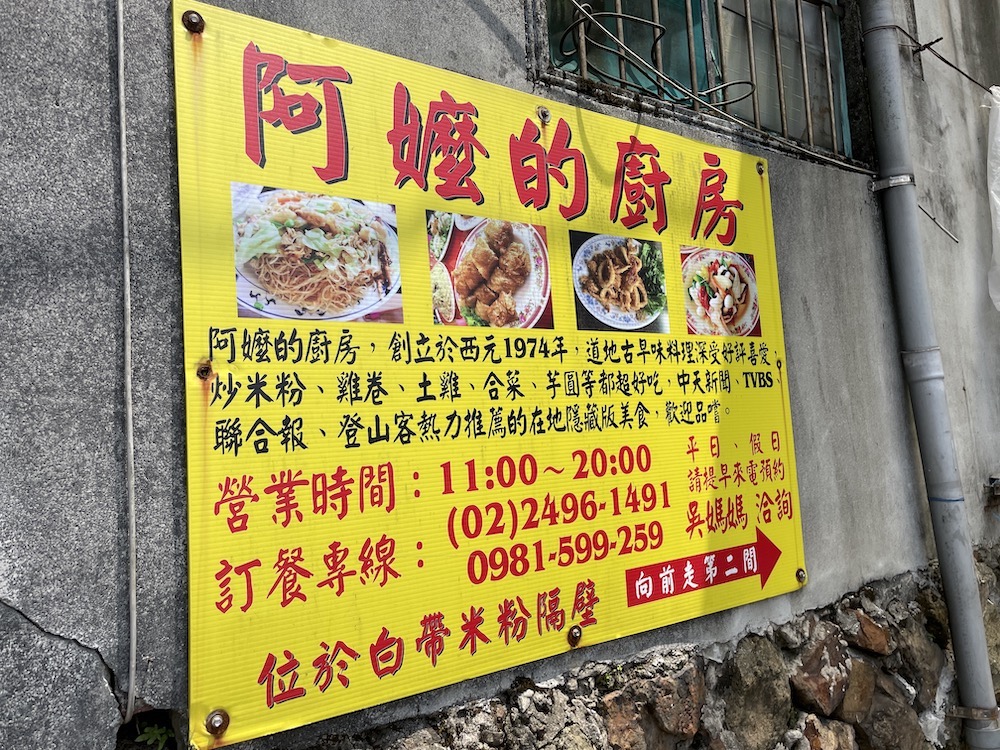 阿嬤的廚房
阿嬤的廚房，創立於西元1974年，道地古早味料理深受好評喜愛，
炒米粉、雞卷、土雞、合菜、芋圓等都超好吃，中天新聞、TVBS、
聯合報、登山客熱力推薦的在地隱藏版美食，歡迎品嚐。
營業時間：11:00～20:00
訂餐專線：(02)2496-1491
0981-599-259
平日、假日
請提早來電預約
吳媽媽 洽詢
向前走第二間
位於白帶米粉隔壁